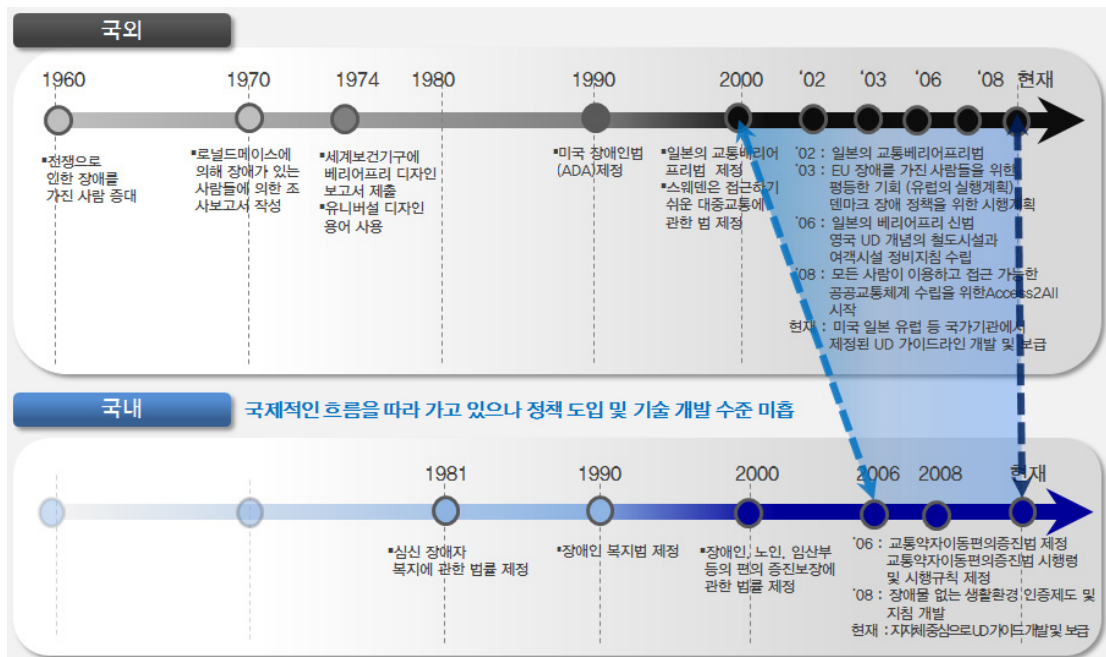 국외
1960
1970
1974
1980
1990
2000
‘02
‘03
‘06
‘08
현재
▪전쟁으로
인한 장애를
가진 사람 증대
▪로널드메이스에
의해 장애가 있는
사람들에 의한 조
사보고서 작성
▪세계보건기구에
베리어프리 디자인
보고서 제출
▪유니버설 디자인
용어 사용
▪미국 장애인법
(ADA)제정
▪일본의 교통베리어
프리법 제정
▪스웨덴은 접근하기
쉬운 대중교통에
관한 법 제정
‘02 : 일본의 교통베리어프리법
‘03 : EU 장애를 가진 사람들을 위한
평등한 기회 (유럽의 실행계획)
덴마크 장애 정책을 위한 시행계획
‘06 : 일본의 베리어프리 신법
영국 UD 개념의 철도시설과
여객시설 정비지침 수립
‘08 : 모든 사람이 이용하고 접근 가능한
공공교통체계 수립을 위한Access2All
시작
현재 : 미국 일본 유럽 등 국가기관에서
제정된 UD 가이드라인 개발 및 보급
국내
국제적인 흐름을 따라 가고 있으나 정책 도입 및 기술 개발 수준 미흡
1981
1990
2000
2006
2008
현재
▪심신 장애자
복지에 관한 법률 제정
▪장애인 복지법 제정
▪장애인, 노인, 임산부
등의 편의 증진보장에
관한 법률 제정
‘06 : 교통약자이동편의증진법 제정
교통약자이동편의증진법 시행령
및 시행규칙 제정
‘08 : 장애물 없는 생활환경 인증제도 및
지침 개발
현재 : 지자체중심으로UD가이드개발및보급